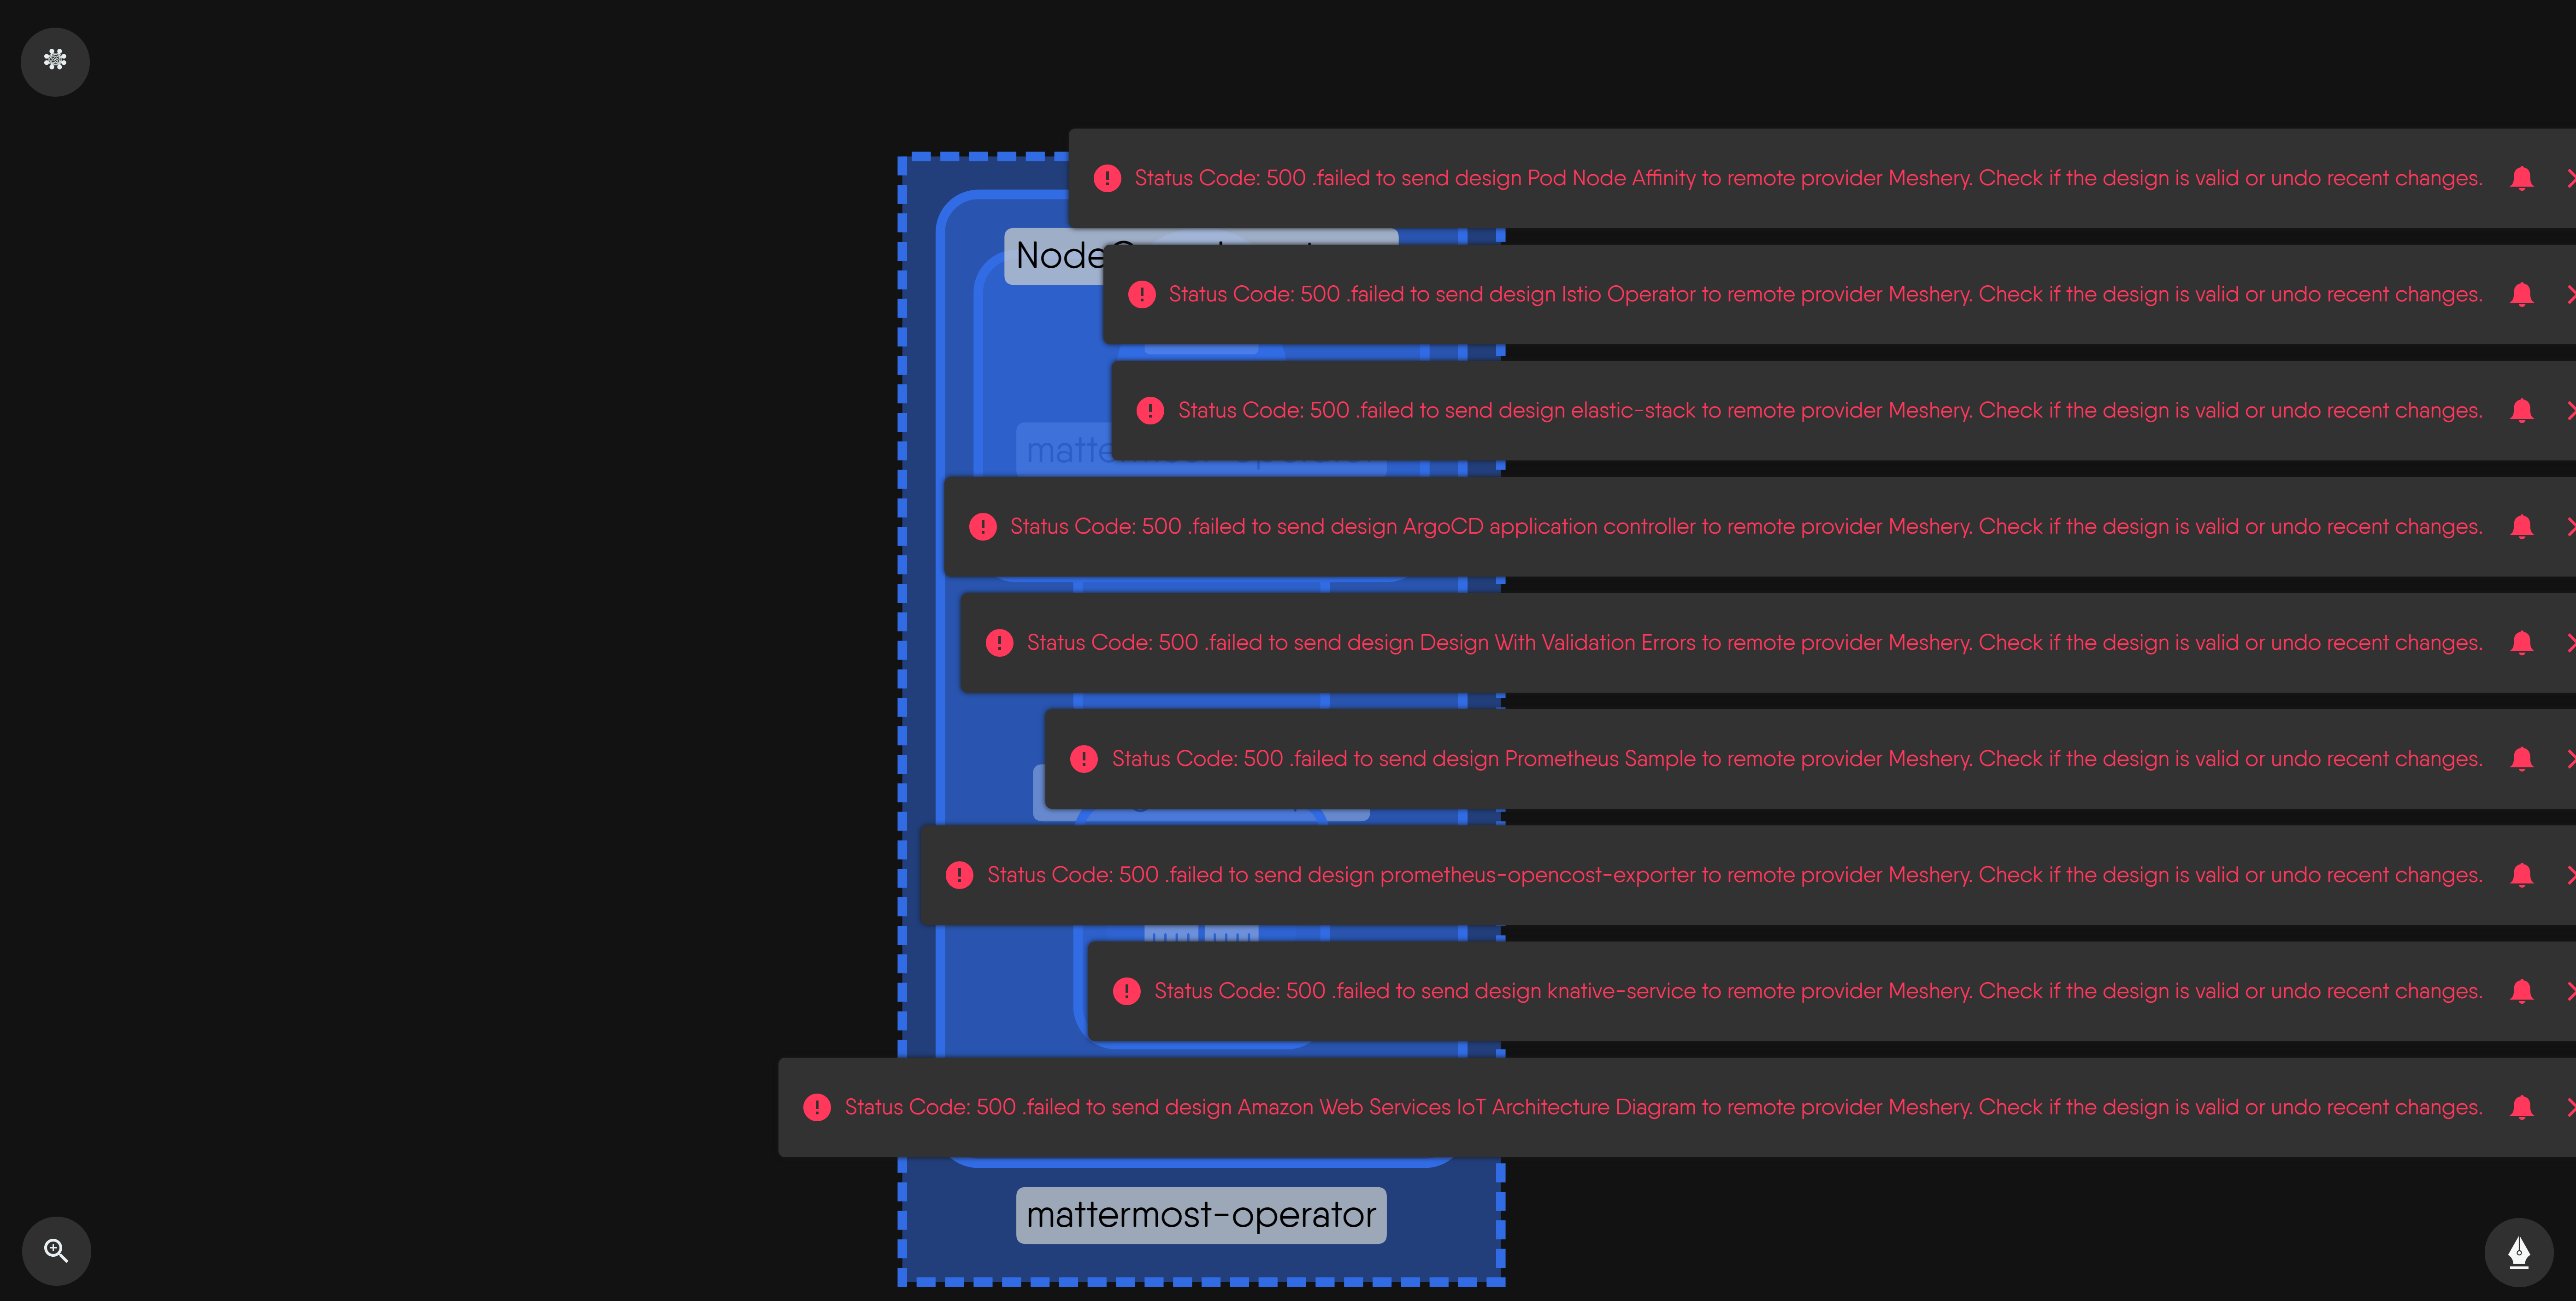 Status Code: 500 .failed to send design Pod Node Affinity to remote provider Meshery. Check if the design is valid or undo recent changes.
Status Code: 500 .failed to send design Istio Operator to remote provider Meshery. Check if the design is valid or undo recent changes.
Status Code: 500 .failed to send design elastic-stack to remote provider Meshery. Check if the design is valid or undo recent changes.
Status Code: 500 .failed to send design ArgoCD application controller to remote provider Meshery. Check if the design is valid or undo recent changes.
Status Code: 500 .failed to send design Design With Validation Errors to remote provider Meshery. Check if the design is valid or undo recent changes.
Status Code: 500 .failed to send design Prometheus Sample to remote provider Meshery. Check if the design is valid or undo recent changes.
Status Code: 500 .failed to send design prometheus-opencost-exporter to remote provider Meshery. Check if the design is valid or undo recent changes.
Status Code: 500 .failed to send design knative-service to remote provider Meshery. Check if the design is valid or undo recent changes.
Status Code: 500 .failed to send design Amazon Web Services IoT Architecture Diagram to remote provider Meshery. Check if the design is valid or undo recent changes.
mattermost-operator